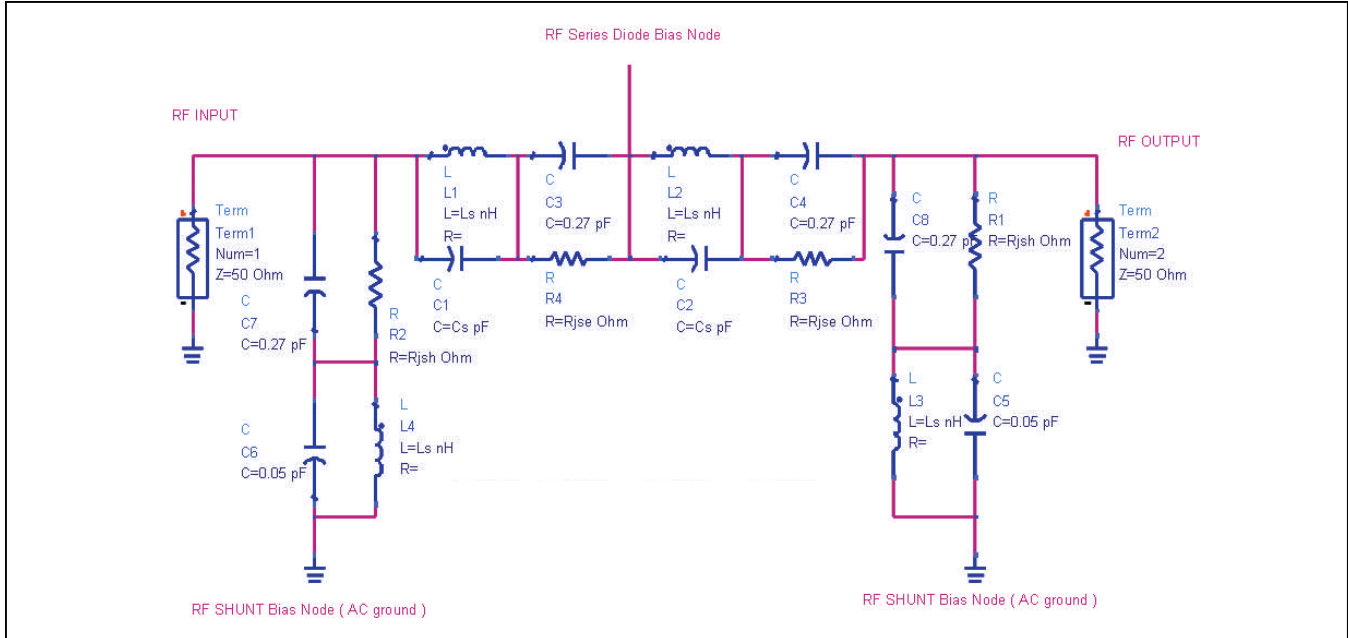 RF Series Diode Bias Node
RF INPUT
RF OUTPUT
Term
Term1
Num=1
Z=50 Ohm
C
C7
C=0.27 pF
R
R2
R=Rjsh Ohm
C
C6
C=0.05 pF
L
L4
L=Ls nH
R=
L
L1
L=Ls nH
R=
C
C3
C=0.27 pF
C
C1
C=Cs pF
R
R4
R=Rjse Ohm
L
L2
L=Ls nH
R=
C
C4
C=0.27 pF
C
C2
C=Cs pF
R
R3
R=Rjse Ohm
C
C8
C=0.27 pF
R
R1
R=Rjsh Ohm
L
L3
L=Ls nH
R=
C
C5
C=0.05 pF
Term
Term2
Num=2
Z=50 Ohm
RF SHUNT Bias Node ( AC ground )
RF SHUNT Bias Node ( AC ground )